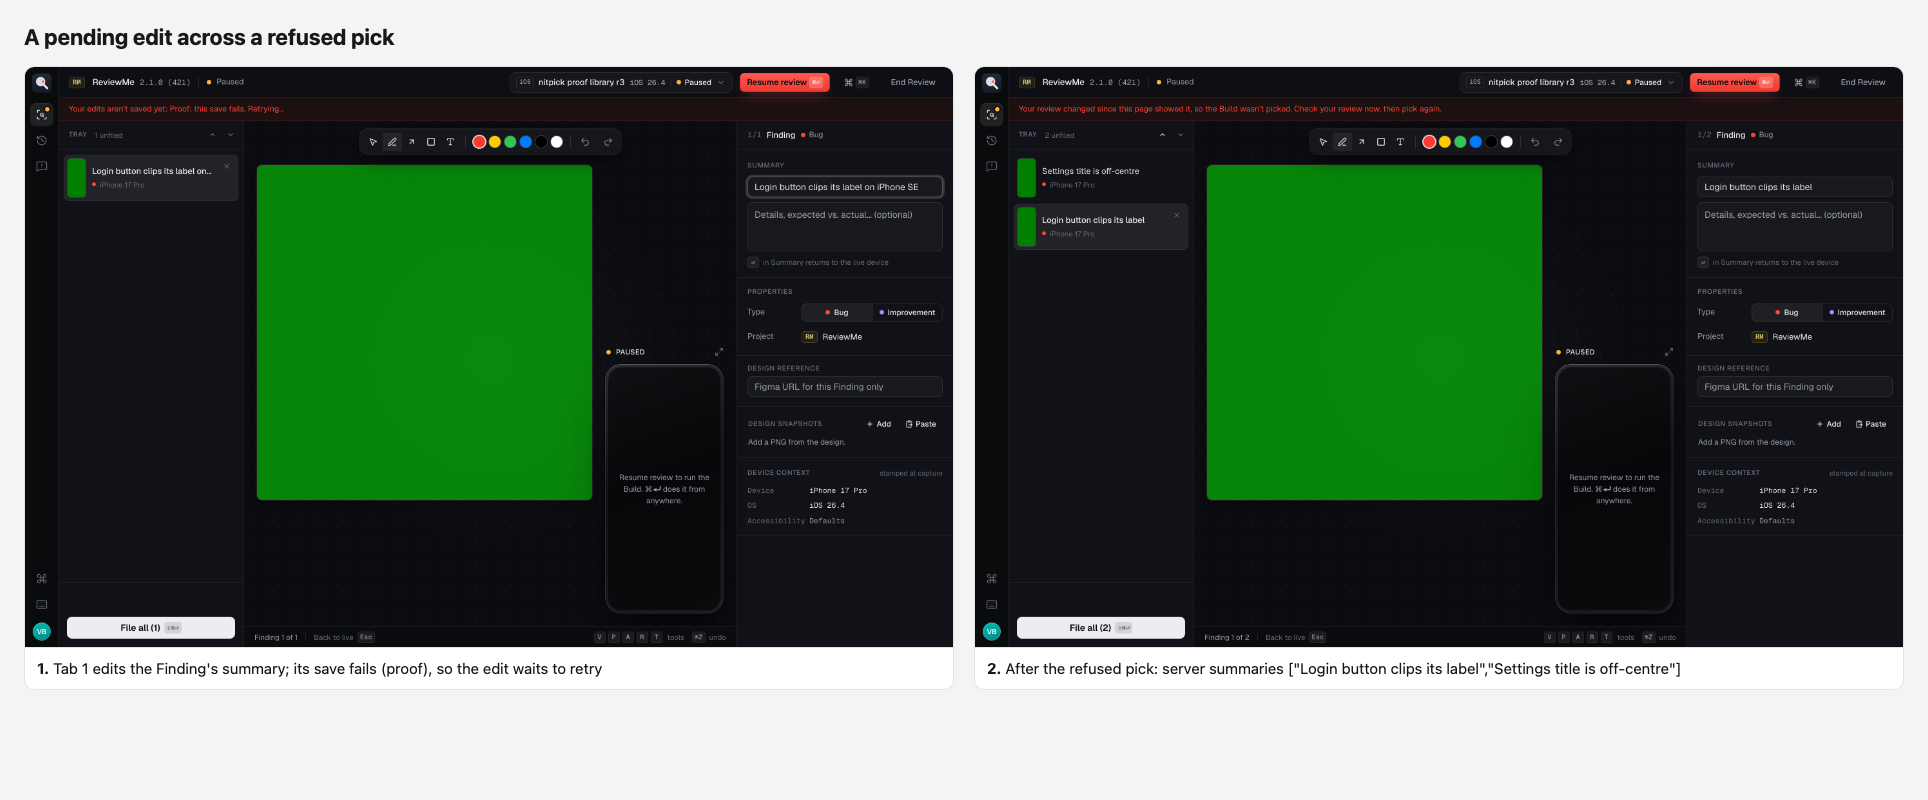 A pending edit across a refused pick
RM ReviewMe 2.1.0 (421) Paused
iOS nitpick proof library r3 iOS 26.4 Paused
Resume review
⌘ ⌘K End Review
Your edits aren't saved yet: Proof: this save fails. Retrying…
TRAY 1 unfiled
Login button clips its label on...
iPhone 17 Pro
T
1/1 Finding Bug
SUMMARY
Login button clips its label on iPhone SE
Details, expected vs. actual... (optional)
in Summary returns to the live device
PROPERTIES
Type Bug Improvement
Project RM ReviewMe
PAUSED
DESIGN REFERENCE
Figma URL for this Finding only
DESIGN SNAPSHOTS + Add Paste
Add a PNG from the design.
Resume review to run the
Build. ⌘↵ does it from
anywhere.
DEVICE CONTEXT stamped at capture
Device iPhone 17 Pro
OS iOS 26.4
Accessibility Defaults
File all (1)
VB
Finding 1 of 1 Back to live Esc
V P A R T tools ⌘Z undo
1. Tab 1 edits the Finding's summary; its save fails (proof), so the edit waits to retry
RM ReviewMe 2.1.0 (421) Paused
iOS nitpick proof library r3 iOS 26.4 Paused
Resume review
⌘ ⌘K End Review
Your review changed since this page showed it, so the Build wasn't picked. Check your review now, then pick again.
TRAY 2 unfiled
Settings title is off-centre
iPhone 17 Pro
Login button clips its label
iPhone 17 Pro
T
1/2 Finding Bug
SUMMARY
Login button clips its label
Details, expected vs. actual... (optional)
in Summary returns to the live device
PROPERTIES
Type Bug Improvement
Project RM ReviewMe
PAUSED
DESIGN REFERENCE
Figma URL for this Finding only
DESIGN SNAPSHOTS + Add Paste
Add a PNG from the design.
Resume review to run the
Build. ⌘↵ does it from
anywhere.
DEVICE CONTEXT stamped at capture
Device iPhone 17 Pro
OS iOS 26.4
Accessibility Defaults
File all (2)
VB
Finding 1 of 2 Back to live Esc
V P A R T tools ⌘Z undo
2. After the refused pick: server summaries ["Login button clips its label","Settings title is off-centre"]